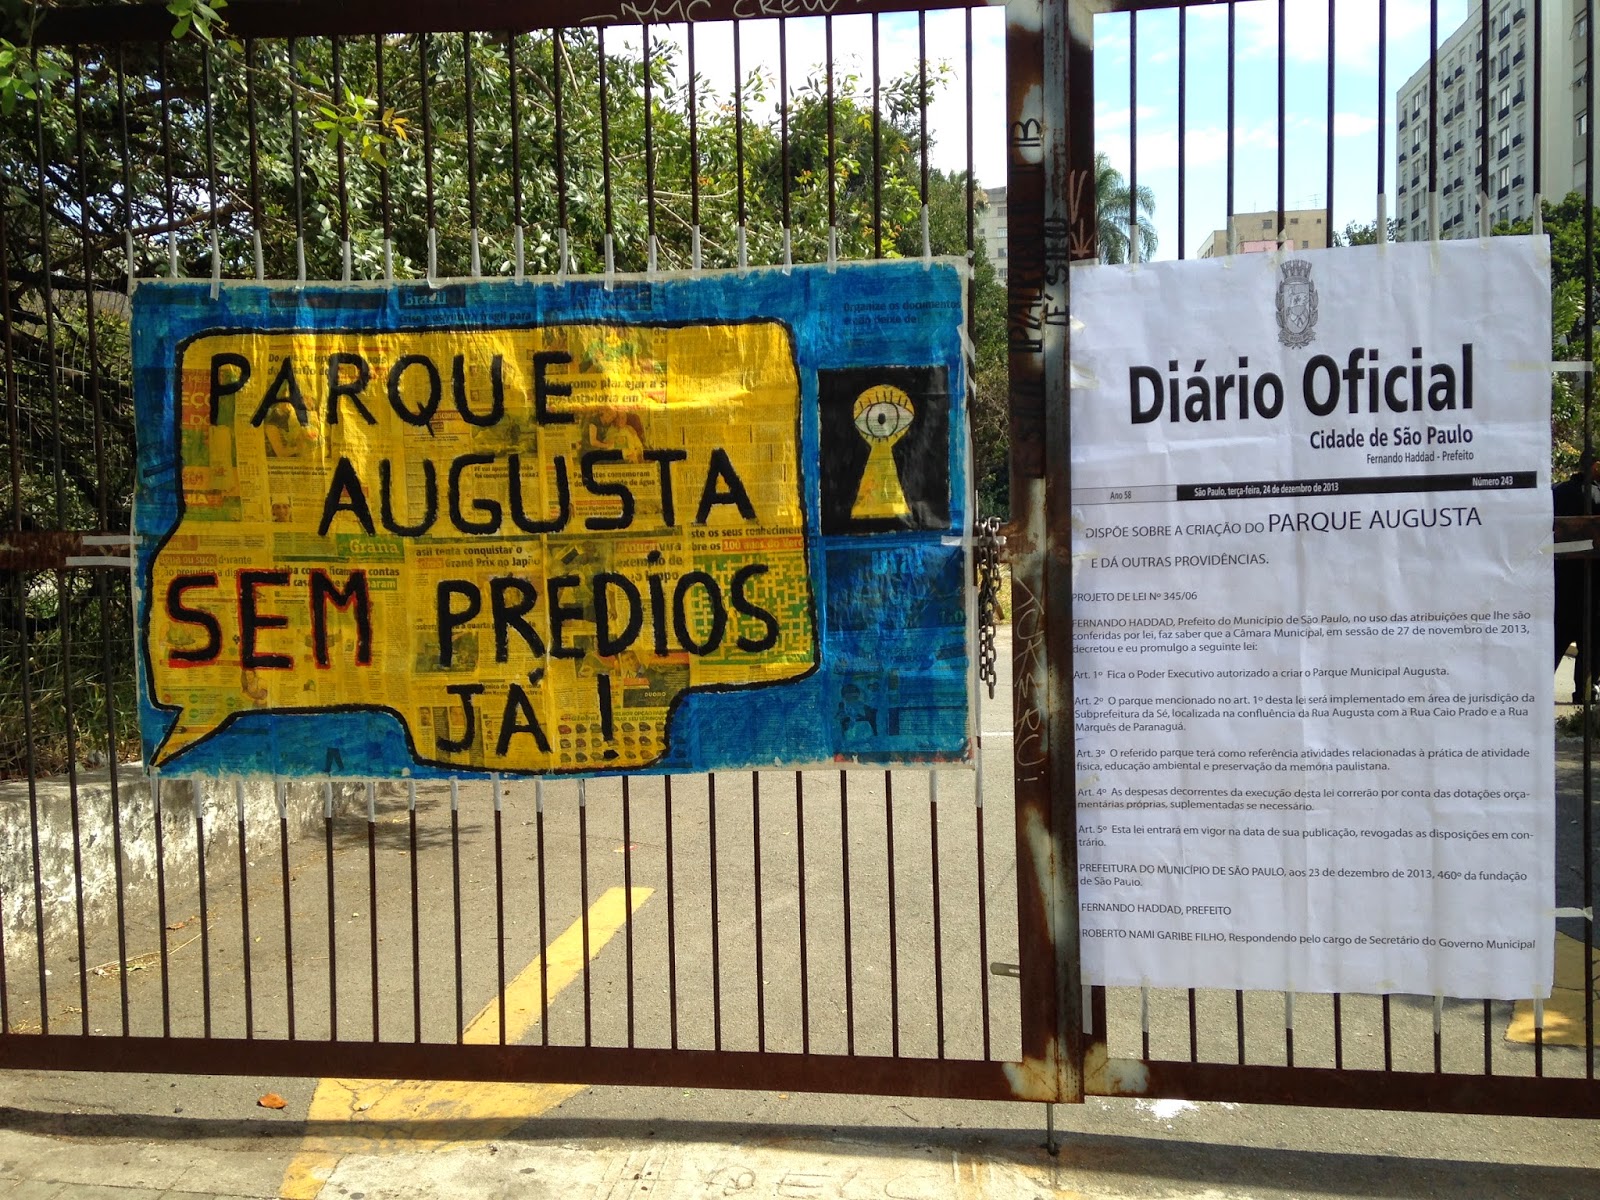 PARQUE
AUGUSTA
SEM PRÉDIOS
JÁ!
Brasil
Organize os documentos
Grana
Grand Prix no Japão
Diário Oficial
Cidade de São Paulo
Fernando Haddad - Prefeito
Ano 58 São Paulo, terça-feira, 24 de dezembro de 2013 Número 243
DISPÕE SOBRE A CRIAÇÃO DO PARQUE AUGUSTA
E DÁ OUTRAS PROVIDÊNCIAS.
PROJETO DE LEI Nº 345/06
FERNANDO HADDAD, Prefeito do Município de São Paulo, no uso das atribuições que lhe são
conferidas por lei, faz saber que a Câmara Municipal, em sessão de 27 de novembro de 2013,
decretou e eu promulgo a seguinte lei:
Art. 1º Fica o Poder Executivo autorizado a criar o Parque Municipal Augusta.
Art. 2º O parque mencionado no art. 1º desta lei será implementado em área de jurisdição da
Subprefeitura da Sé, localizada na confluência da Rua Augusta com a Rua Caio Prado e a Rua
Marquês de Paranaguá.
Art. 3º O referido parque terá como referência atividades relacionadas à prática de atividade
física, educação ambiental e preservação da memória paulistana.
Art. 4º As despesas decorrentes da execução desta lei correrão por conta das dotações orça-
mentárias próprias, suplementadas se necessário.
Art. 5º Esta lei entrará em vigor na data de sua publicação, revogadas as disposições em con-
trário.
PREFEITURA DO MUNICÍPIO DE SÃO PAULO, aos 23 de dezembro de 2013, 460º da fundação
de São Paulo.
FERNANDO HADDAD, PREFEITO
ROBERTO NAMI GARIBE FILHO, Respondendo pelo cargo de Secretário do Governo Municipal